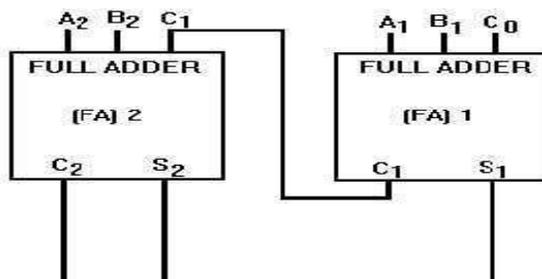 A₂ B₂ C₁
FULL ADDER
(FA) 2
C₂ S₂
A₁ B₁ C₀
FULL ADDER
(FA) 1
C₁ S₁